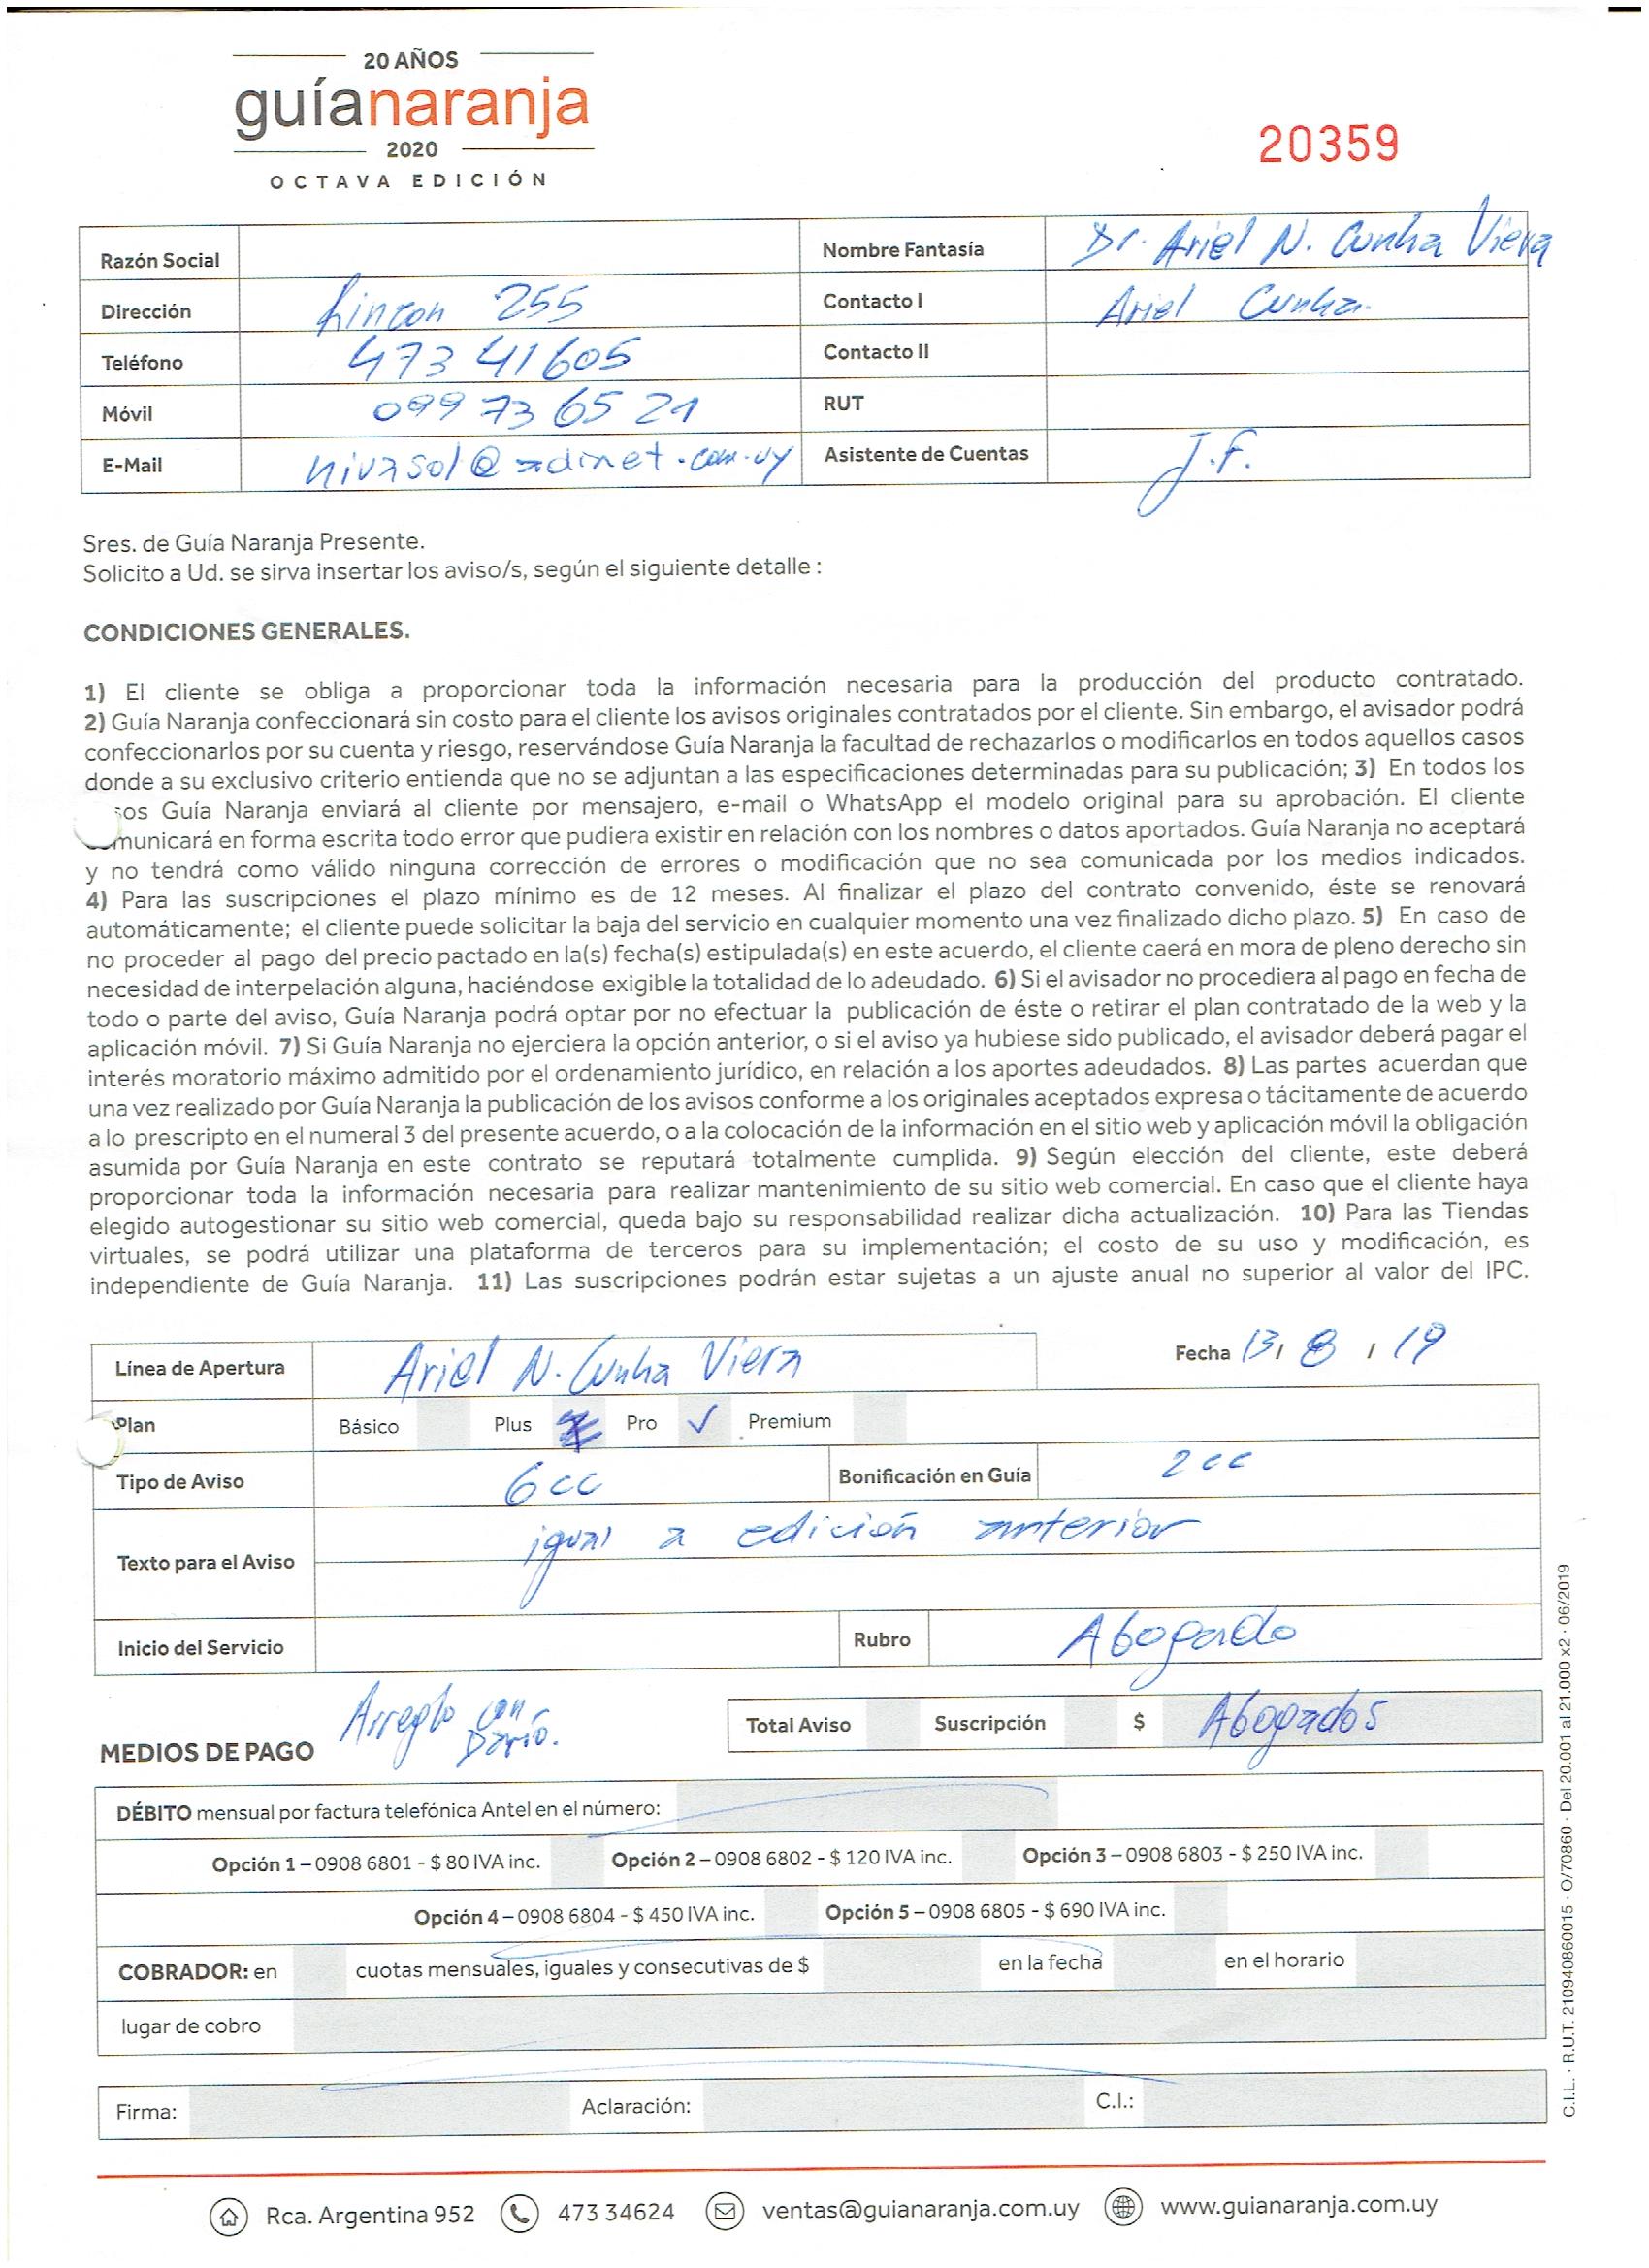 20 AÑOS
guíanaranja
2020
OCTAVA EDICIÓN
20359
Razón Social
Nombre Fantasía Dr. Ariel N. Cunha Viera
Dirección Rincon 255
Contacto I Ariel Cunha.
Teléfono 473 41605
Contacto II
Móvil 099 73 65 21
RUT
E-Mail nivasol@adinet.com.uy
Asistente de Cuentas J.F.
Sres. de Guía Naranja Presente.
Solicito a Ud. se sirva insertar los aviso/s, según el siguiente detalle :
CONDICIONES GENERALES.
1) El cliente se obliga a proporcionar toda la información necesaria para la producción del producto contratado.
2) Guía Naranja confeccionará sin costo para el cliente los avisos originales contratados por el cliente. Sin embargo, el avisador podrá
confeccionarlos por su cuenta y riesgo, reservándose Guía Naranja la facultad de rechazarlos o modificarlos en todos aquellos casos
donde a su exclusivo criterio entienda que no se adjuntan a las especificaciones determinadas para su publicación; 3) En todos los
sos Guía Naranja enviará al cliente por mensajero, e-mail o WhatsApp el modelo original para su aprobación. El cliente
municará en forma escrita todo error que pudiera existir en relación con los nombres o datos aportados. Guía Naranja no aceptará
y no tendrá como válido ninguna corrección de errores o modificación que no sea comunicada por los medios indicados.
4) Para las suscripciones el plazo mínimo es de 12 meses. Al finalizar el plazo del contrato convenido, éste se renovará
automáticamente; el cliente puede solicitar la baja del servicio en cualquier momento una vez finalizado dicho plazo. 5) En caso de
no proceder al pago del precio pactado en la(s) fecha(s) estipulada(s) en este acuerdo, el cliente caerá en mora de pleno derecho sin
necesidad de interpelación alguna, haciéndose exigible la totalidad de lo adeudado. 6) Si el avisador no procediera al pago en fecha de
todo o parte del aviso, Guía Naranja podrá optar por no efectuar la publicación de éste o retirar el plan contratado de la web y la
aplicación móvil. 7) Si Guía Naranja no ejerciera la opción anterior, o si el aviso ya hubiese sido publicado, el avisador deberá pagar el
interés moratorio máximo admitido por el ordenamiento jurídico, en relación a los aportes adeudados. 8) Las partes acuerdan que
una vez realizado por Guía Naranja la publicación de los avisos conforme a los originales aceptados expresa o tácitamente de acuerdo
a lo prescripto en el numeral 3 del presente acuerdo, o a la colocación de la información en el sitio web y aplicación móvil la obligación
asumida por Guía Naranja en este contrato se reputará totalmente cumplida. 9) Según elección del cliente, este deberá
proporcionar toda la información necesaria para realizar mantenimiento de su sitio web comercial. En caso que el cliente haya
elegido autogestionar su sitio web comercial, queda bajo su responsabilidad realizar dicha actualización. 10) Para las Tiendas
virtuales, se podrá utilizar una plataforma de terceros para su implementación; el costo de su uso y modificación, es
independiente de Guía Naranja. 11) Las suscripciones podrán estar sujetas a un ajuste anual no superior al valor del IPC.
Línea de Apertura Ariel N. Cunha Viera
Fecha 13 / 8 / 19
Plan Básico Plus Pro ✓ Premium
Tipo de Aviso 6cc Bonificación en Guía 2cc
Texto para el Aviso igual a edición anterior
Inicio del Servicio Rubro Abogado
Arreglo con Darío.
Total Aviso Suscripción $ Abogados
MEDIOS DE PAGO
DÉBITO mensual por factura telefónica Antel en el número:
Opción 1 – 0908 6801 - $ 80 IVA inc. Opción 2 – 0908 6802 - $ 120 IVA inc. Opción 3 – 0908 6803 - $ 250 IVA inc.
Opción 4 – 0908 6804 - $ 450 IVA inc. Opción 5 – 0908 6805 - $ 690 IVA inc.
COBRADOR: en cuotas mensuales, iguales y consecutivas de $ en la fecha en el horario
lugar de cobro
Firma: Aclaración: C.I.:
C.I.L. · R.U.T. 210940860015 · O/70860 · Del 20.001 al 21.000 x2 · 06/2019
Rca. Argentina 952 473 34624 ventas@guianaranja.com.uy www.guianaranja.com.uy